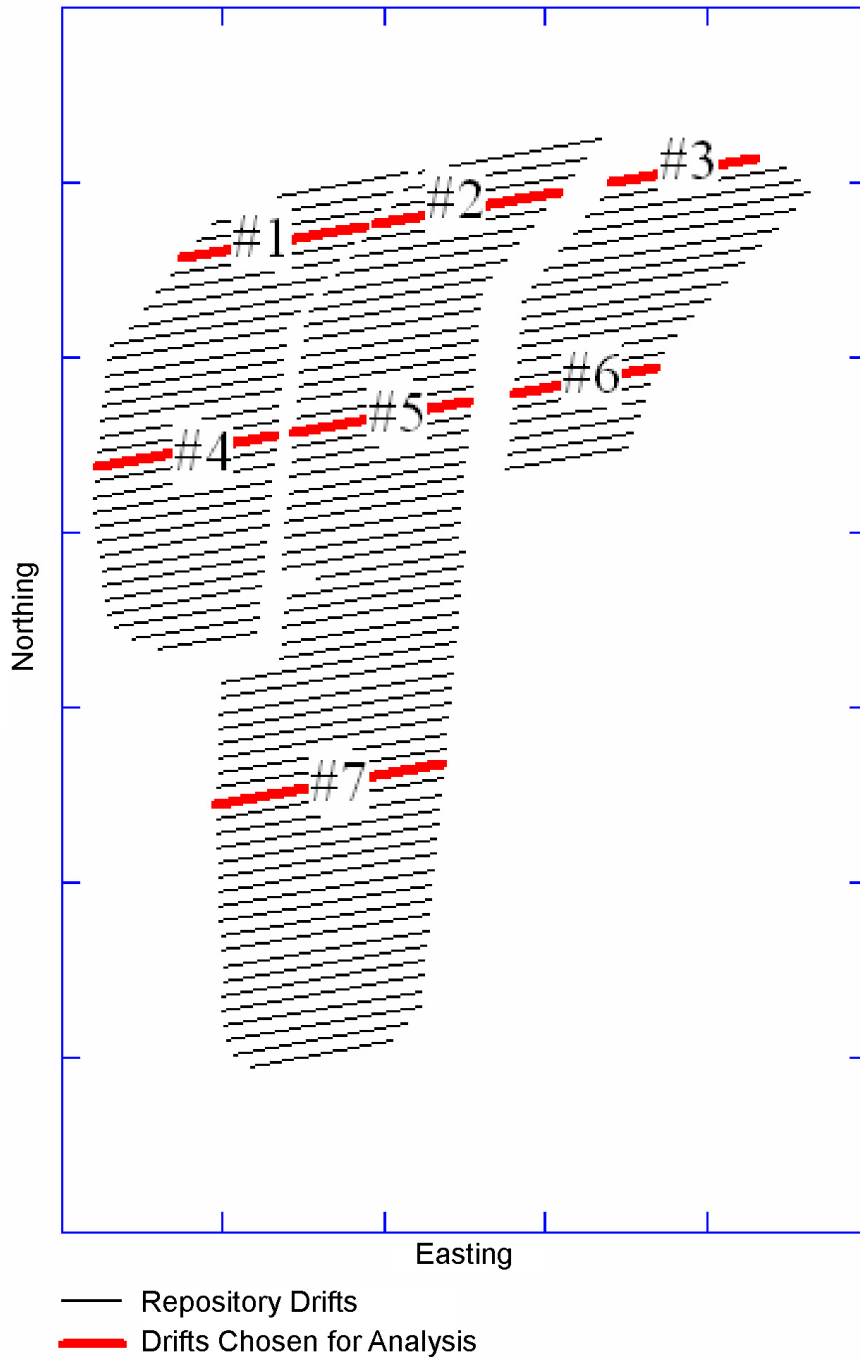 #3
#2
#1
#6
#5
#4
#7
Northing
Easting
Repository Drifts
Drifts Chosen for Analysis